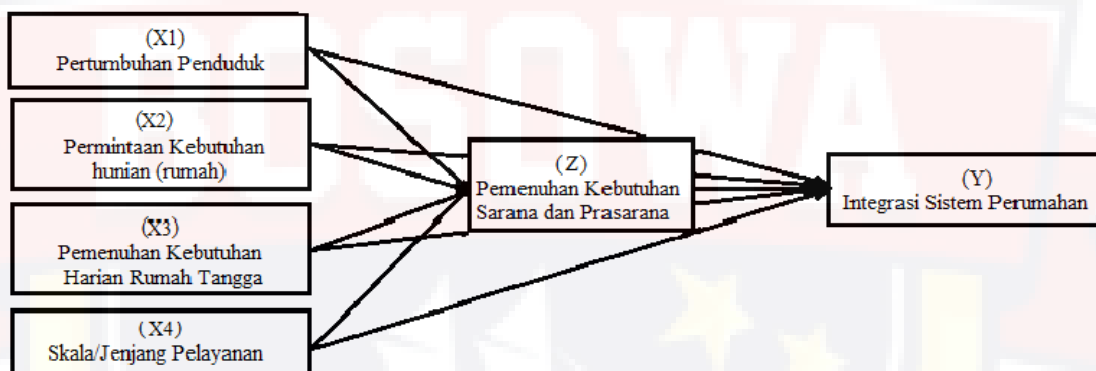 BOSOWA
(X1)
Pertumbuhan Penduduk
(X2)
Permintaan Kebutuhan
hunian (rumah)
(X3)
Pemenuhan Kebutuhan
Harian Rumah Tangga
(X4)
Skala/Jenjang Pelayanan
(Z)
Pemenuhan Kebutuhan
Sarana dan Prasarana
(Y)
Integrasi Sistem Perumahan